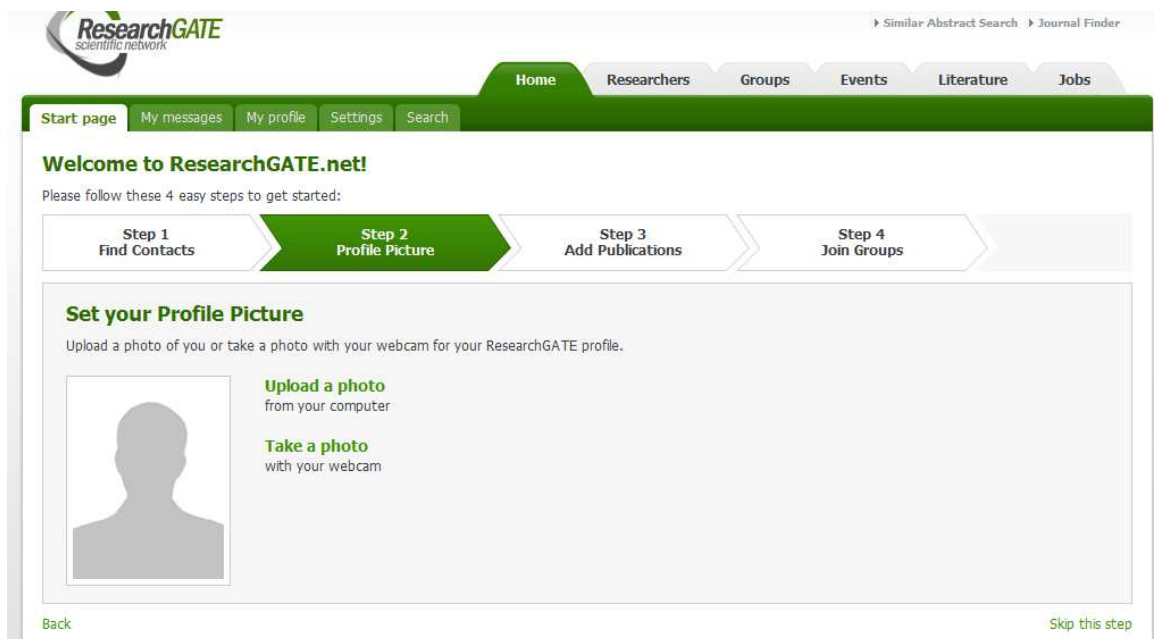 ResearchGATE
scientific network
Similar Abstract Search Journal Finder
Home Researchers Groups Events Literature Jobs
Start page My messages My profile Settings Search
Welcome to ResearchGATE.net!
Please follow these 4 easy steps to get started:
Step 1
Find Contacts
Step 2
Profile Picture
Step 3
Add Publications
Step 4
Join Groups
Set your Profile Picture
Upload a photo of you or take a photo with your webcam for your ResearchGATE profile.
Upload a photo
from your computer
Take a photo
with your webcam
Back Skip this step